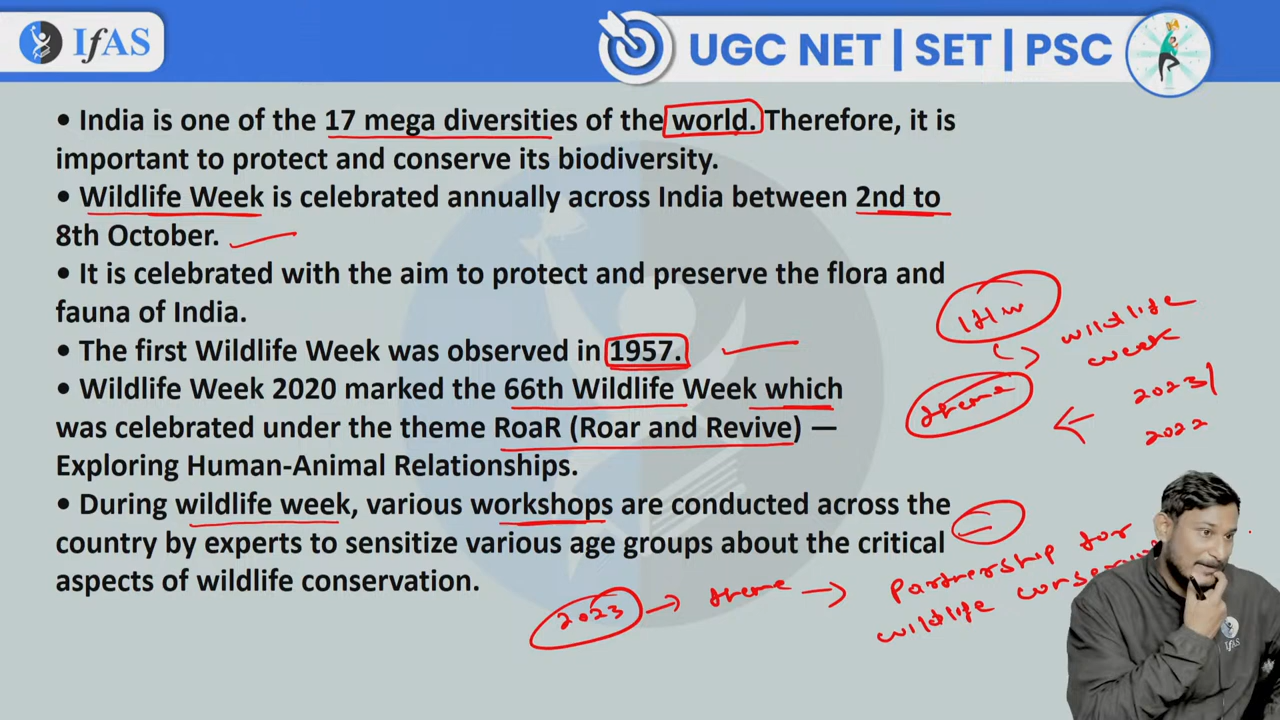 IfAS
UGC NET | SET | PSC
• India is one of the 17 mega diversities of the world. Therefore, it is
important to protect and conserve its biodiversity.
• Wildlife Week is celebrated annually across India between 2nd to
8th October.
• It is celebrated with the aim to protect and preserve the flora and
fauna of India.
• The first Wildlife Week was observed in 1957.
• Wildlife Week 2020 marked the 66th Wildlife Week which
was celebrated under the theme RoaR (Roar and Revive) —
Exploring Human-Animal Relationships.
• During wildlife week, various workshops are conducted across the
country by experts to sensitize various age groups about the critical
aspects of wildlife conservation.
wildlife
week
theme
2023/
2022
2023 → theme → Partnership for
wildlife
IfAS